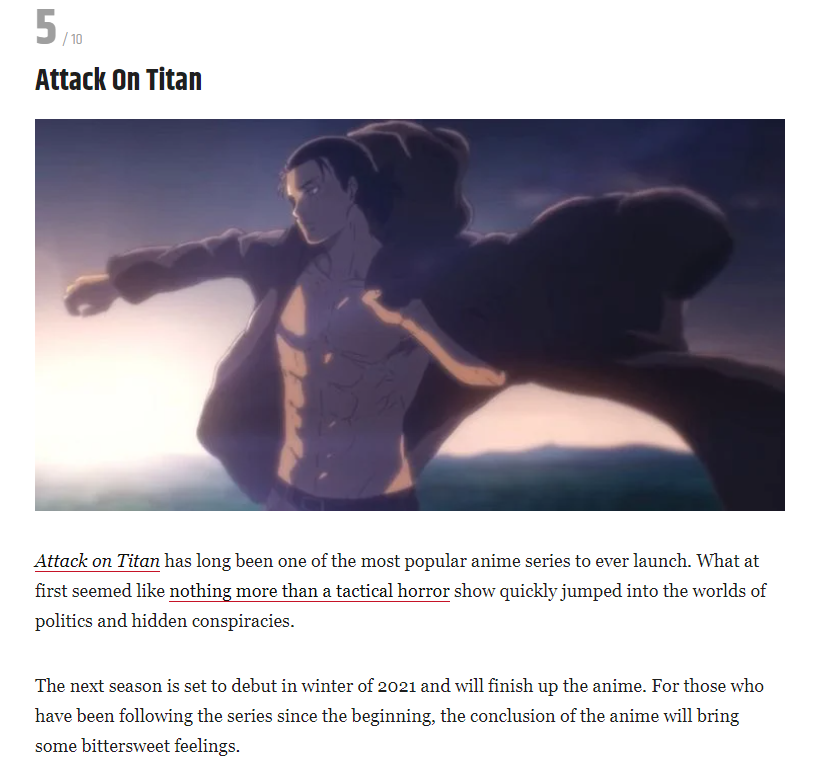 5 / 10
Attack On Titan
Attack on Titan has long been one of the most popular anime series to ever launch. What at
first seemed like nothing more than a tactical horror show quickly jumped into the worlds of
politics and hidden conspiracies.
The next season is set to debut in winter of 2021 and will finish up the anime. For those who
have been following the series since the beginning, the conclusion of the anime will bring
some bittersweet feelings.